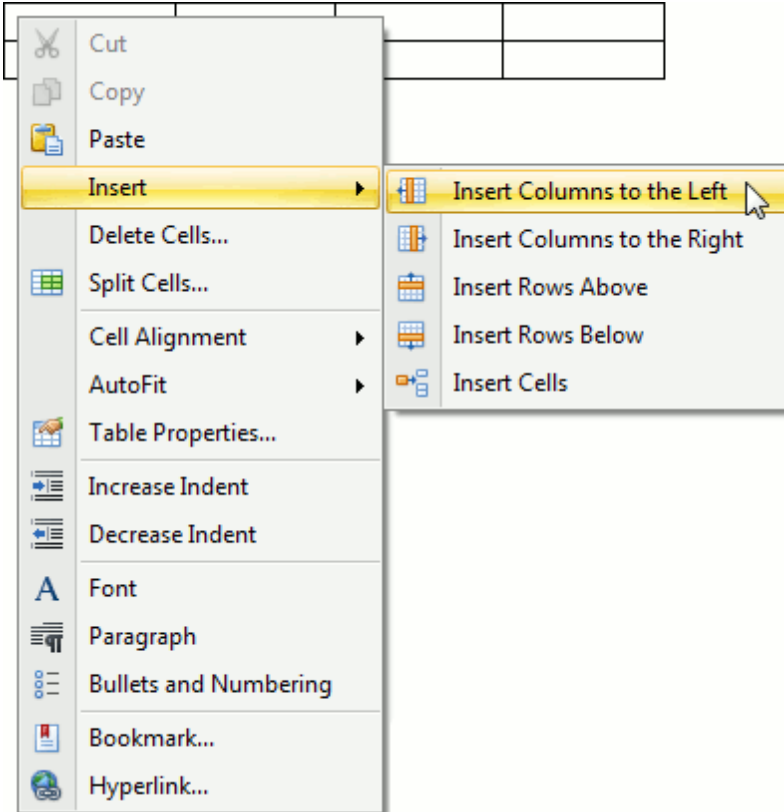 Cut
Copy
Paste
Insert
Delete Cells...
Split Cells...
Cell Alignment
AutoFit
Table Properties...
Increase Indent
Decrease Indent
Font
Paragraph
Bullets and Numbering
Bookmark...
Hyperlink...
Insert Columns to the Left
Insert Columns to the Right
Insert Rows Above
Insert Rows Below
Insert Cells